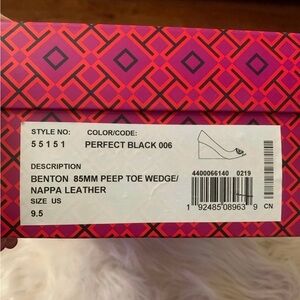 STYLE NO: COLOR/CODE:
55151 PERFECT BLACK 006
DESCRIPTION
BENTON 85MM PEEP TOE WEDGE/
NAPPA LEATHER
SIZE US
9.5
4400066140 0219
1 92485 08963 9 CN